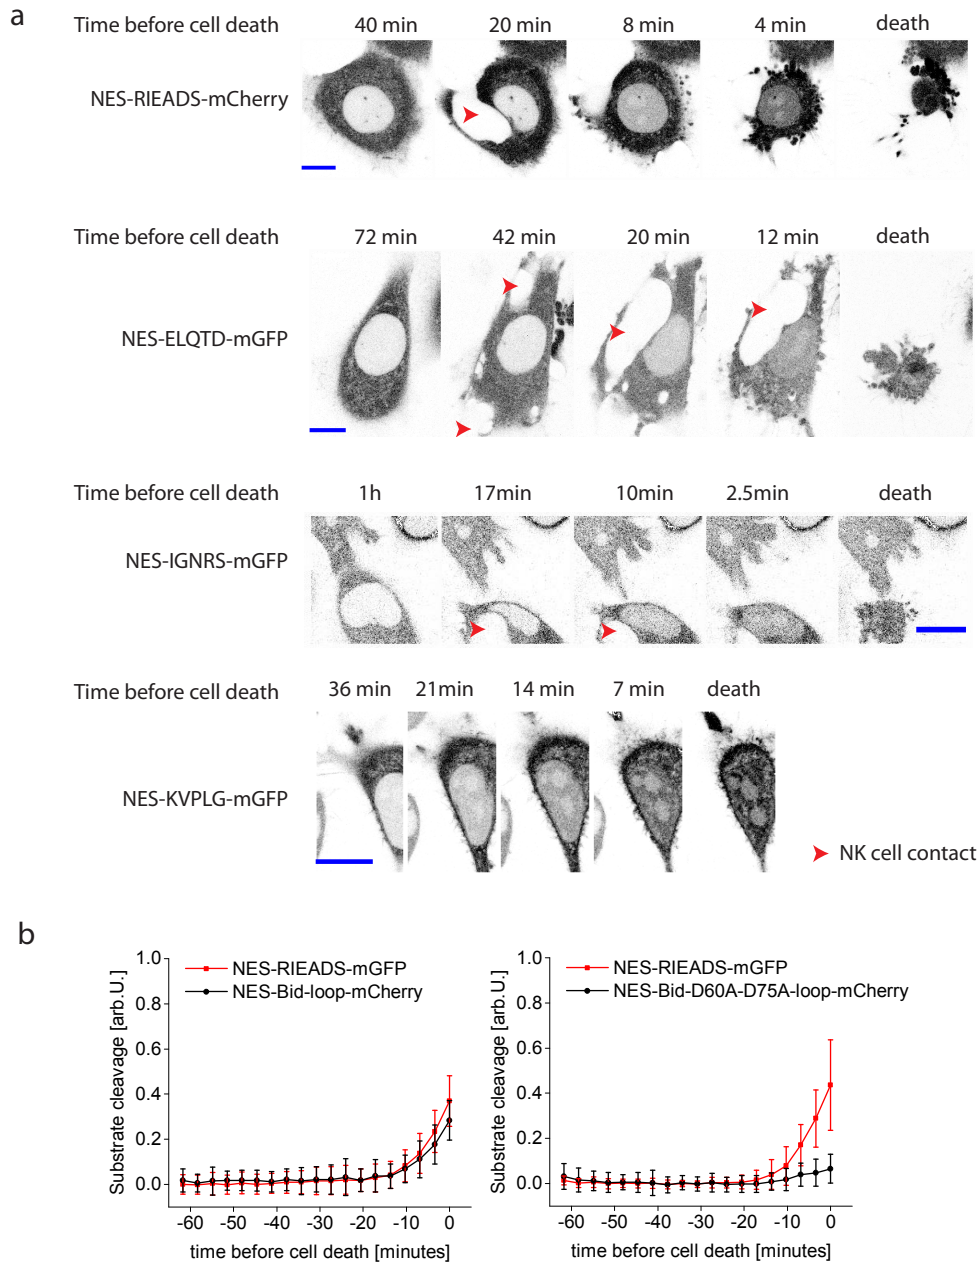 a
Time before cell death 40 min 20 min 8 min 4 min death
NES-RIEADS-mCherry
Time before cell death 72 min 42 min 20 min 12 min death
NES-ELQTD-mGFP
Time before cell death 1h 17min 10min 2.5min death
NES-IGNRS-mGFP
Time before cell death 36 min 21min 14 min 7 min death
NES-KVPLG-mGFP
NK cell contact
b
Substrate cleavage [arb.U.]
1.0
0.8
0.6
0.4
0.2
0.0
NES-RIEADS-mGFP
NES-Bid-loop-mCherry
-60 -50 -40 -30 -20 -10 0
time before cell death [minutes]
Substrate cleavage [arb.U.]
1.0
0.8
0.6
0.4
0.2
0.0
NES-RIEADS-mGFP
NES-Bid-D60A-D75A-loop-mCherry
-60 -50 -40 -30 -20 -10 0
time before cell death [minutes]